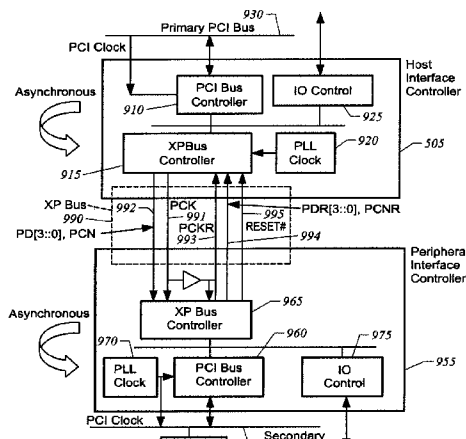 930
Primary PCI Bus
PCI Clock
Host
Interface
Controller
Asynchronous
PCI Bus
Controller
910
IO Control
925
XPBus
Controller
915
PLL
Clock
920
505
XP Bus
990
992
PCK
991
PCKR
993
PDR[3::0], PCNR
995
RESET#
994
PD[3::0], PCN
Periphera
Interface
Controller
XP Bus
Controller
965
Asynchronous
970
PLL
Clock
960
PCI Bus
Controller
975
IO
Control
955
PCI Clock
Secondary